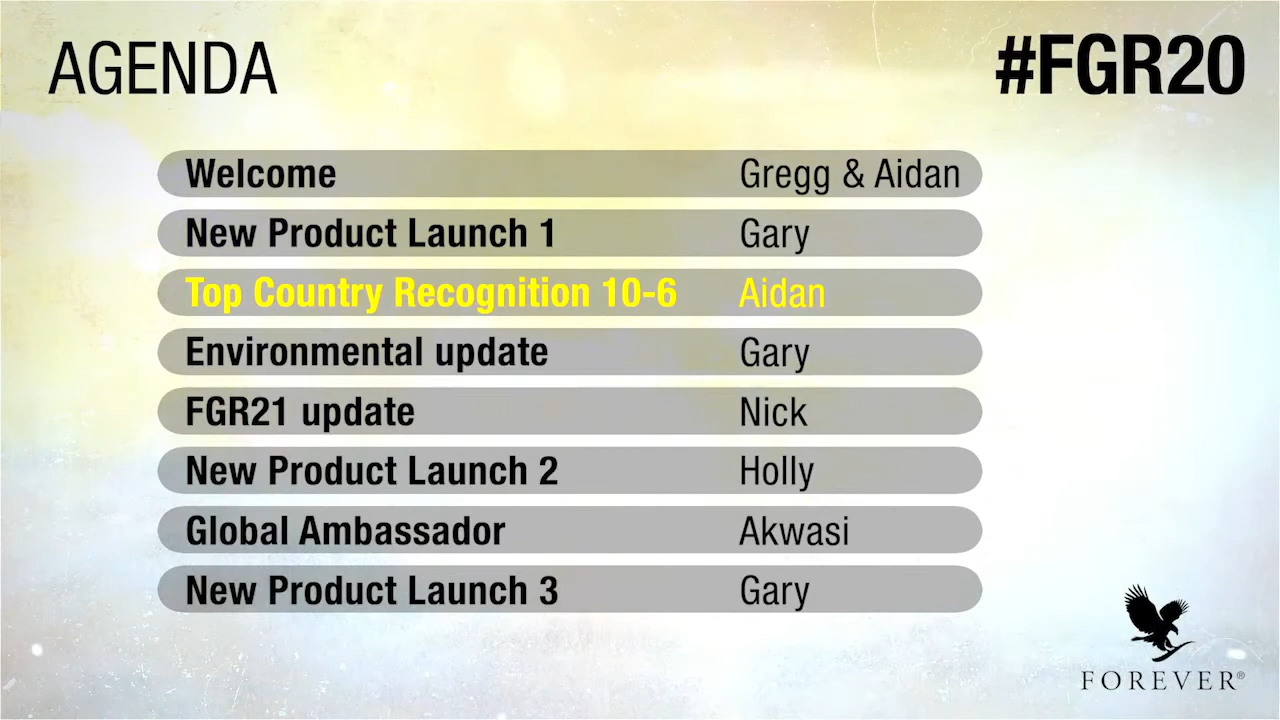 AGENDA #FGR20
Welcome Gregg & Aidan
New Product Launch 1 Gary
Top Country Recognition 10-6 Aidan
Environmental update Gary
FGR21 update Nick
New Product Launch 2 Holly
Global Ambassador Akwasi
New Product Launch 3 Gary
FOREVER®